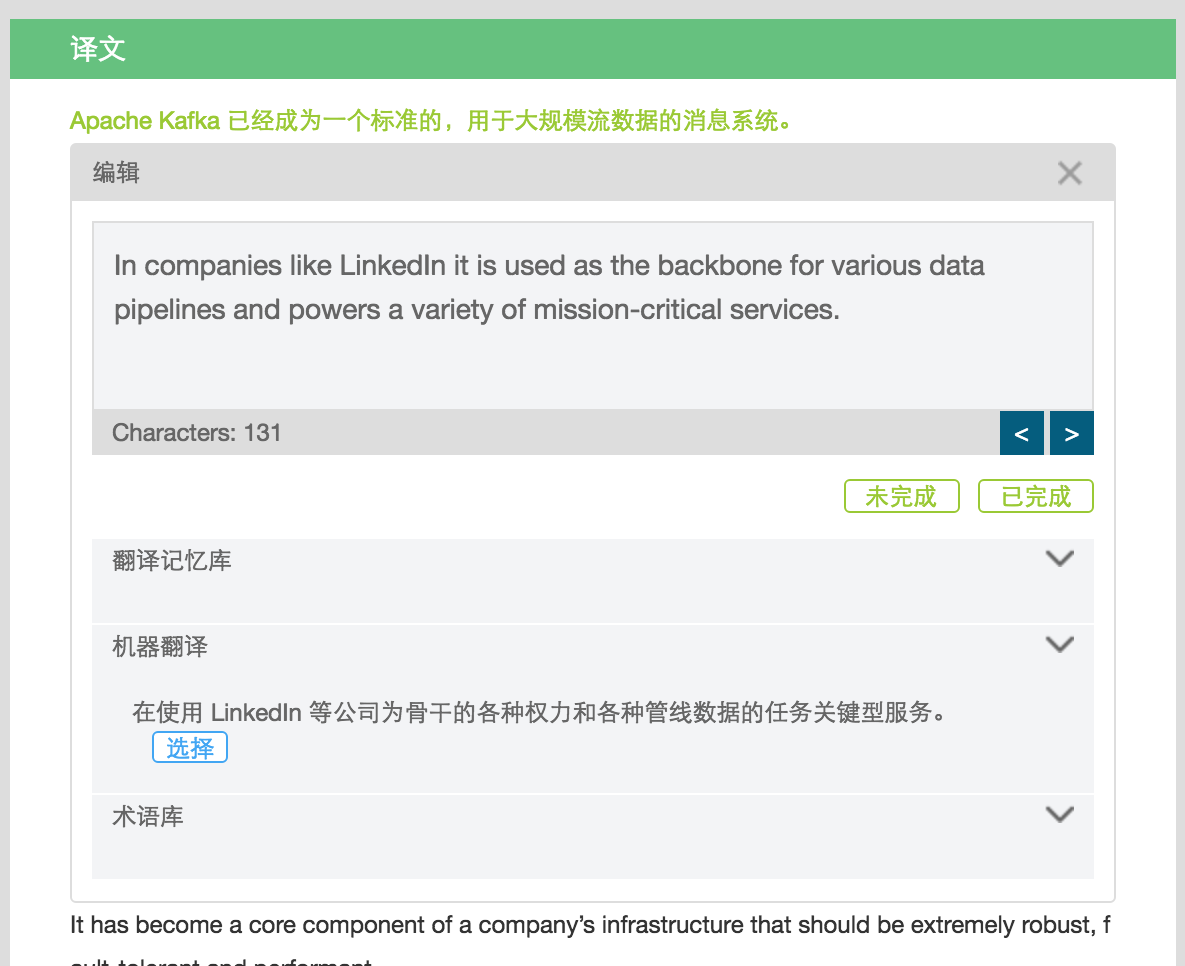 译文
Apache Kafka 已经成为一个标准的，用于大规模流数据的消息系统。
编辑
In companies like LinkedIn it is used as the backbone for various data
pipelines and powers a variety of mission-critical services.
Characters: 131
< >
未完成 已完成
翻译记忆库
机器翻译
在使用 LinkedIn 等公司为骨干的各种权力和各种管线数据的任务关键型服务。
选择
术语库
It has become a core component of a company’s infrastructure that should be extremely robust, f
ault-tolerant and performant